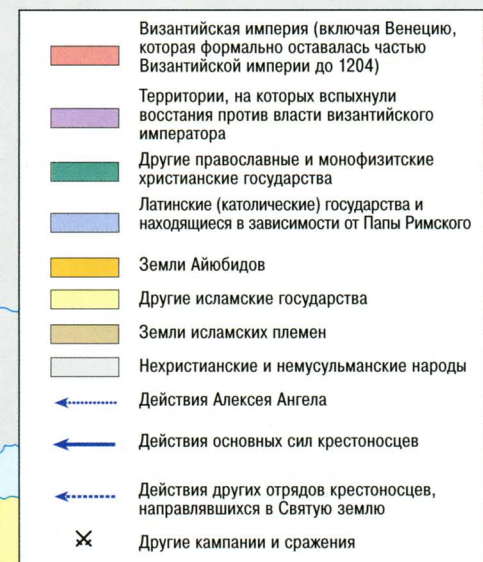 Византийская империя (включая Венецию,
которая формально оставалась частью
Византийской империи до 1204)
Территории, на которых вспыхнули
восстания против власти византийского
императора
Другие православные и монофизитские
христианские государства
Латинские (католические) государства и
находящиеся в зависимости от Папы Римского
Земли Айюбидов
Другие исламские государства
Земли исламских племен
Нехристианские и немусульманские народы
Действия Алексея Ангела
Действия основных сил крестоносцев
Действия других отрядов крестоносцев,
направлявшихся в Святую землю
Другие кампании и сражения